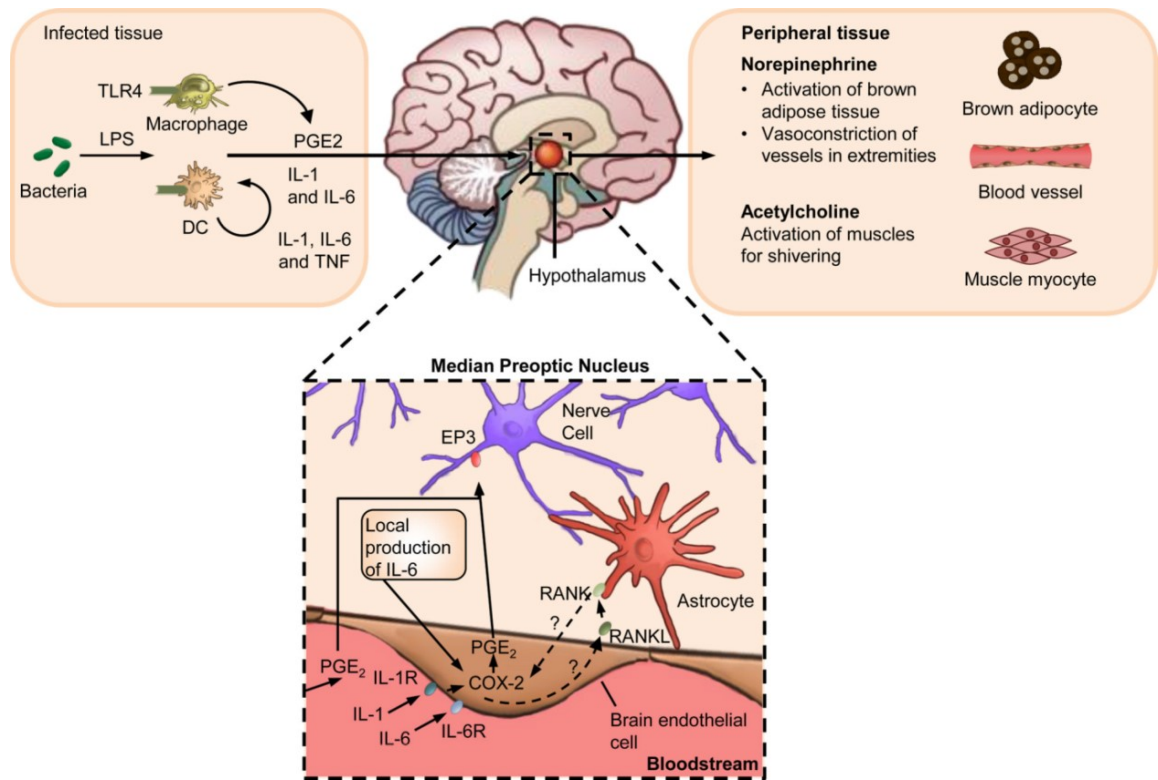 Infected tissue
TLR4
Macrophage
LPS
Bacteria
DC
PGE2
IL-1
and IL-6
IL-1, IL-6
and TNF
Hypothalamus
Peripheral tissue
Norepinephrine
• Activation of brown
adipose tissue
• Vasoconstriction of
vessels in extremities
Acetylcholine
Activation of muscles
for shivering
Brown adipocyte
Blood vessel
Muscle myocyte
Median Preoptic Nucleus
Nerve
Cell
EP3
Local
production
of IL-6
RANK
Astrocyte
?
RANKL
PGE₂
?
PGE₂
IL-1R
COX-2
IL-1
IL-6
IL-6R
Brain endothelial
cell
Bloodstream